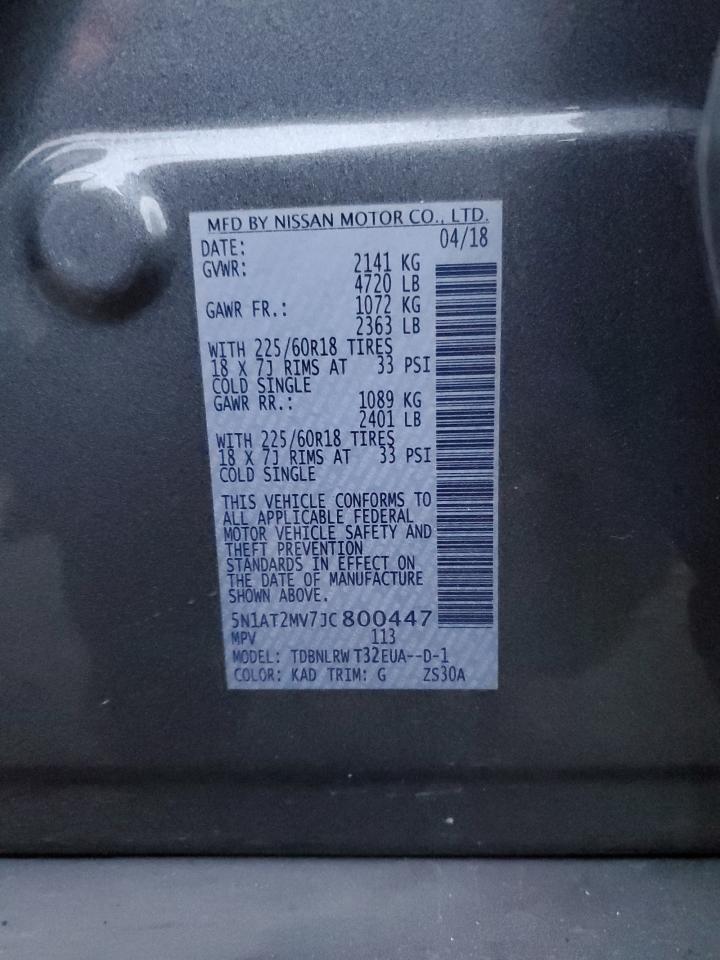 MFD BY NISSAN MOTOR CO., LTD.
DATE: 04/18
GVWR: 2141 KG
4720 LB
GAWR FR.: 1072 KG
2363 LB
WITH 225/60R18 TIRES
18 X 7J RIMS AT 33 PSI
COLD SINGLE
GAWR RR.: 1089 KG
2401 LB
WITH 225/60R18 TIRES
18 X 7J RIMS AT 33 PSI
COLD SINGLE
THIS VEHICLE CONFORMS TO
ALL APPLICABLE FEDERAL
MOTOR VEHICLE SAFETY AND
THEFT PREVENTION
STANDARDS IN EFFECT ON
THE DATE OF MANUFACTURE
SHOWN ABOVE.
5N1AT2MV7JC800447
MPV 113
MODEL: TDBNLRW T32EUA--D-1
COLOR: KAD TRIM: G ZS30A